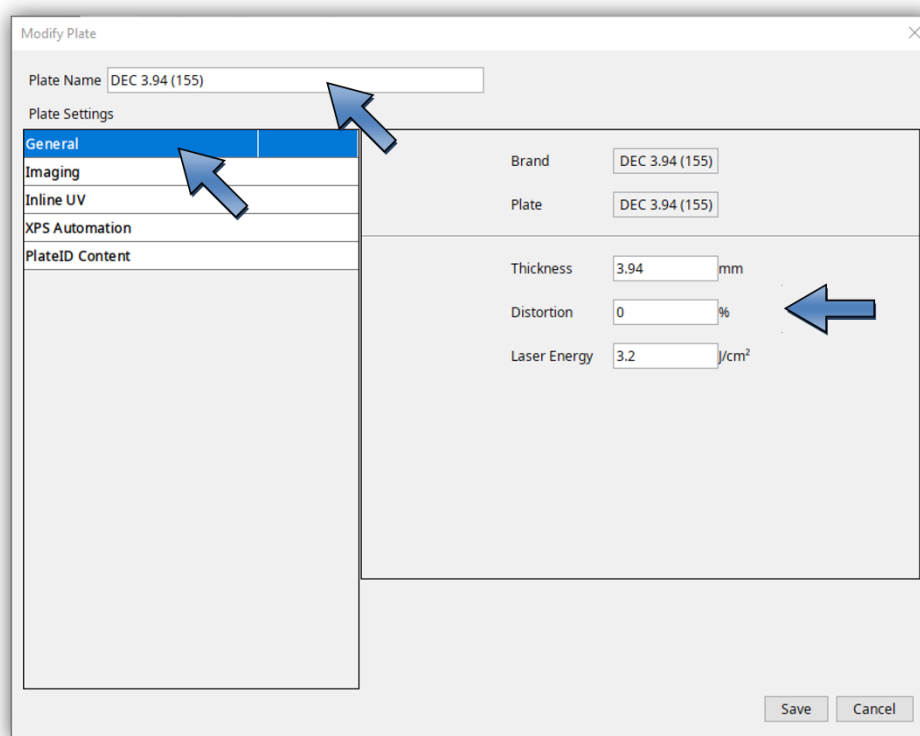 Modify Plate
Plate Name DEC 3.94 (155)
Plate Settings
General
Imaging
Inline UV
XPS Automation
PlateID Content
Brand DEC 3.94 (155)
Plate DEC 3.94 (155)
Thickness 3.94 mm
Distortion 0 %
Laser Energy 3.2 J/cm²
Save Cancel